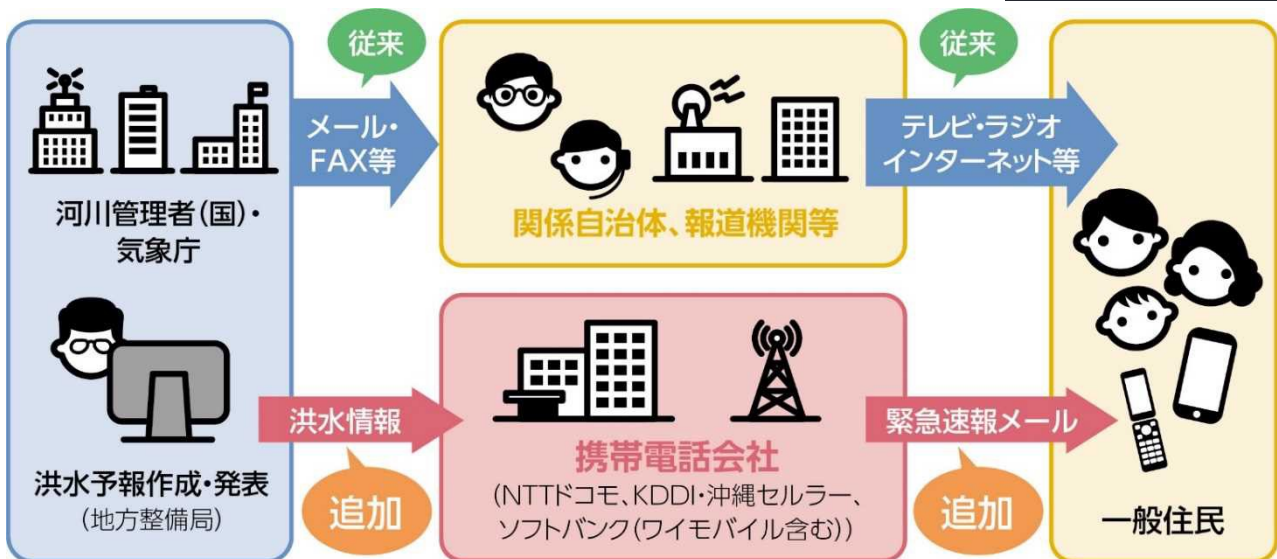 従来
従来
メール・
FAX等
テレビ・ラジオ
インターネット等
河川管理者(国)・
気象庁
関係自治体、報道機関等
洪水情報
緊急速報メール
洪水予報作成・発表
(地方整備局)
追加
携帯電話会社
(NTTドコモ、KDDI・沖縄セルラー、
ソフトバンク(ワイモバイル含む))
追加
一般住民